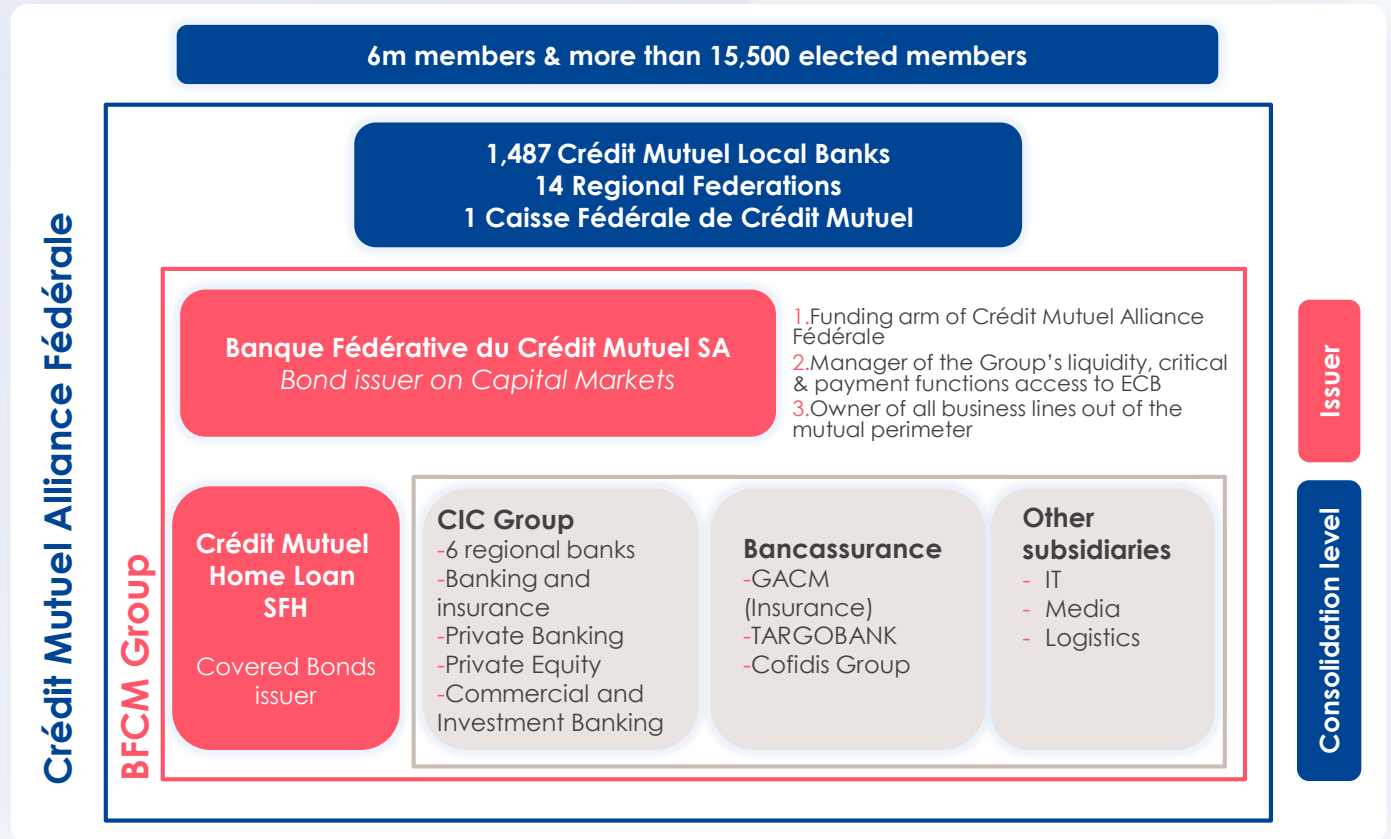 6m members & more than 15,500 elected members
Crédit Mutuel Alliance Fédérale
1,487 Crédit Mutuel Local Banks
14 Regional Federations
1 Caisse Fédérale de Crédit Mutuel
BFCM Group
Banque Fédérative du Crédit Mutuel SA
Bond issuer on Capital Markets
1.Funding arm of Crédit Mutuel Alliance
Fédérale
2.Manager of the Group’s liquidity, critical
& payment functions access to ECB
3.Owner of all business lines out of the
mutual perimeter
Crédit Mutuel
Home Loan
SFH
Covered Bonds
issuer
CIC Group
-6 regional banks
-Banking and
insurance
-Private Banking
-Private Equity
-Commercial and
Investment Banking
Bancassurance
-GACM
(Insurance)
-TARGOBANK
-Cofidis Group
Other
subsidiaries
- IT
- Media
- Logistics
Issuer
Consolidation level